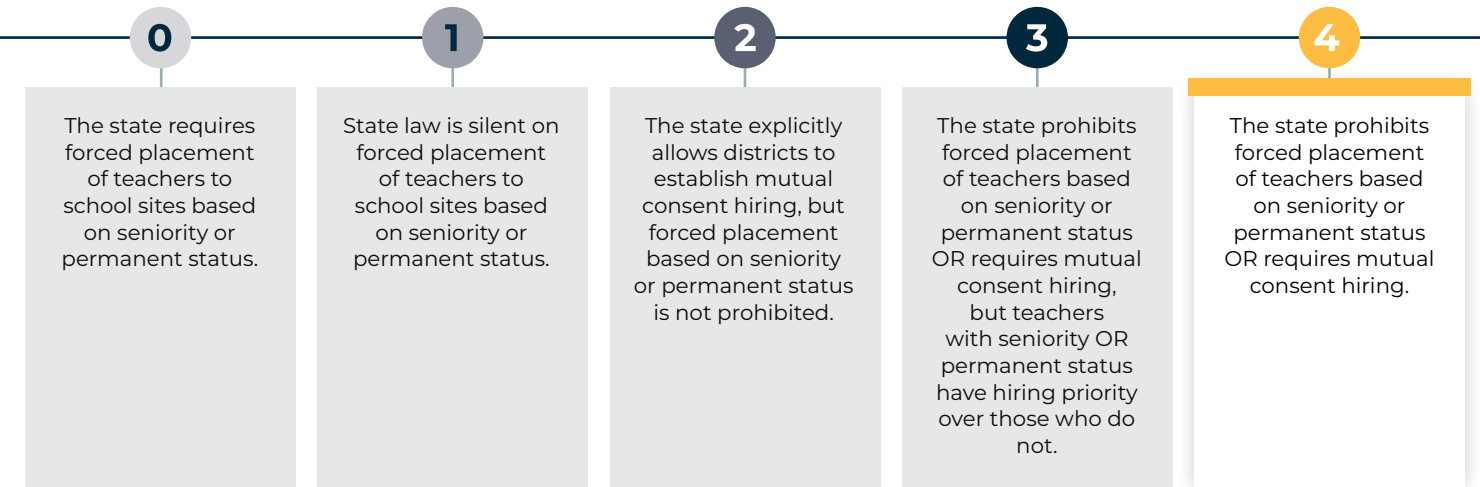 0
The state requires
forced placement
of teachers to
school sites based
on seniority or
permanent status.
1
State law is silent on
forced placement
of teachers to
school sites based
on seniority or
permanent status.
2
The state explicitly
allows districts to
establish mutual
consent hiring, but
forced placement
based on seniority
or permanent status
is not prohibited.
3
The state prohibits
forced placement
of teachers based
on seniority or
permanent status
OR requires mutual
consent hiring,
but teachers
with seniority OR
permanent status
have hiring priority
over those who do
not.
4
The state prohibits
forced placement
of teachers based
on seniority or
permanent status
OR requires mutual
consent hiring.